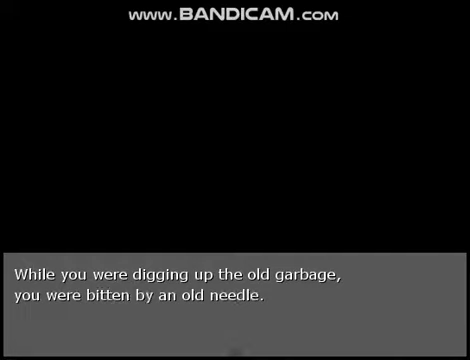 www.BANDICAM.com
While you were digging up the old garbage,
you were bitten by an old needle.